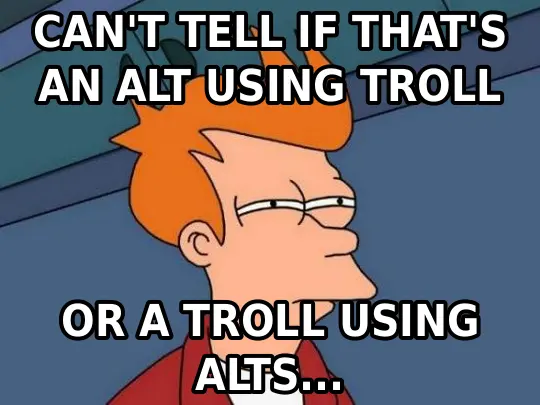 CAN'T TELL IF THAT'S
AN ALT USING TROLL
OR A TROLL USING
ALTS...